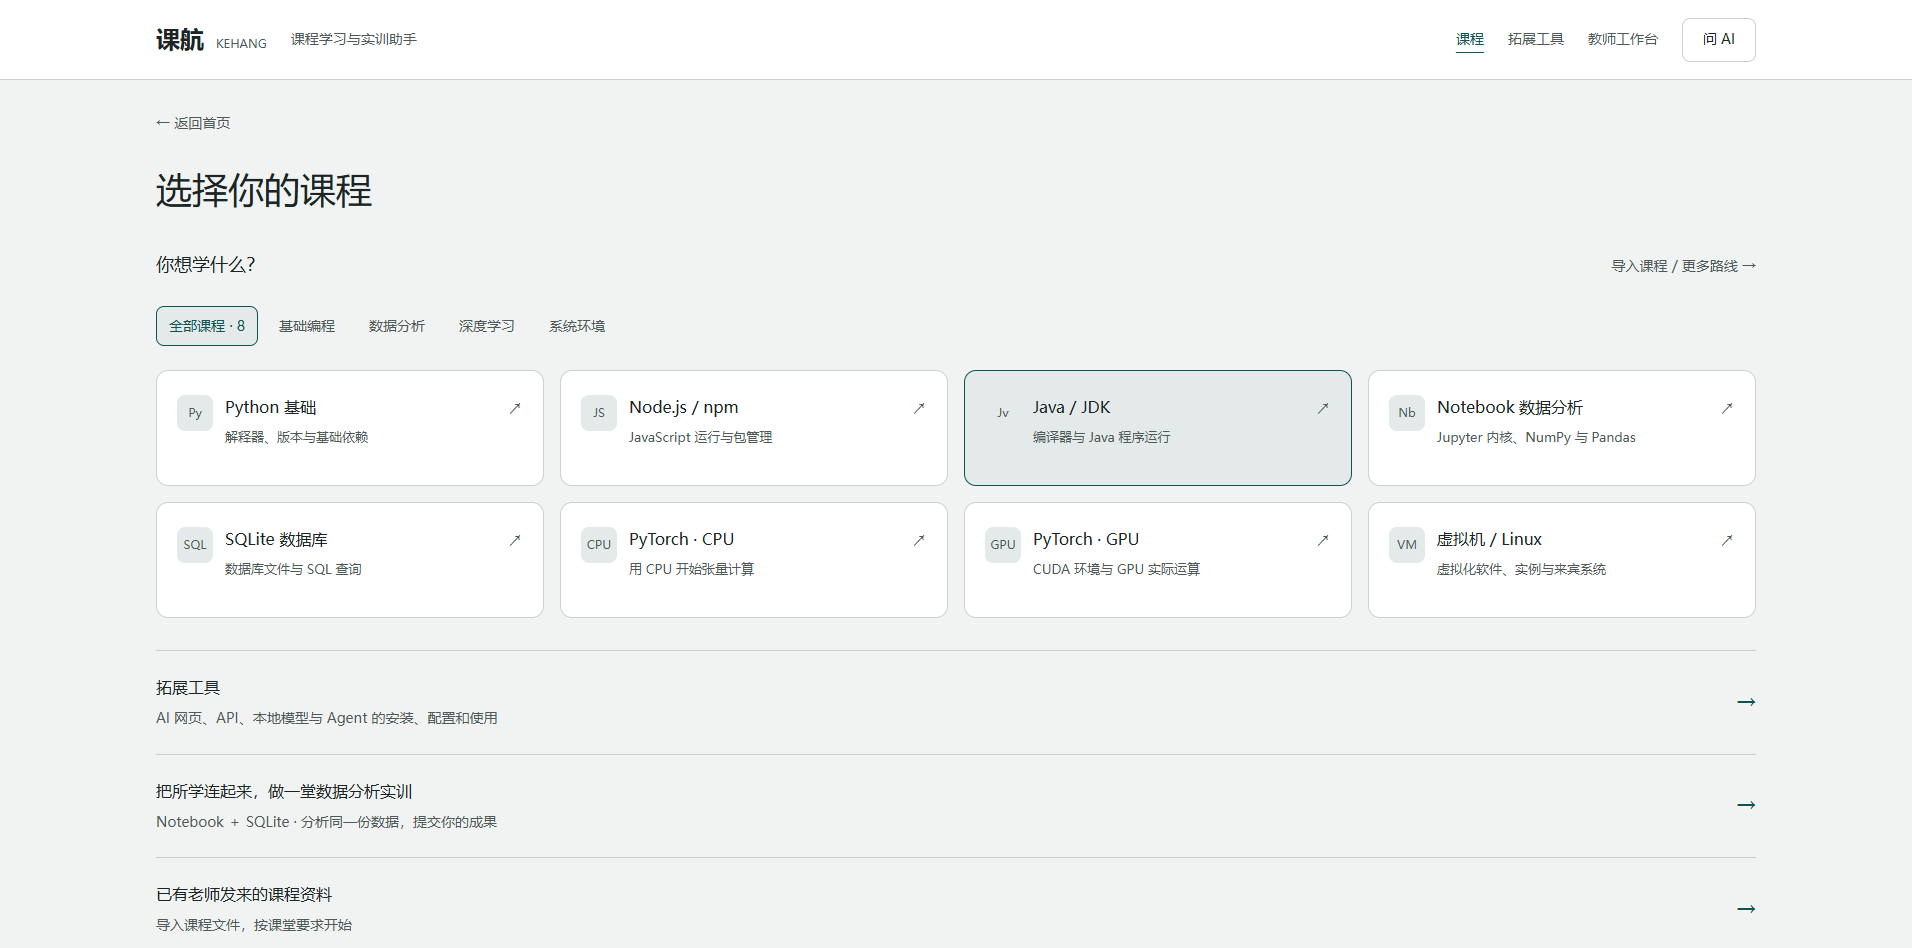 课航 KEHANG 课程学习与实训助手 课程 拓展工具 教师工作台 问 AI
← 返回首页
选择你的课程
你想学什么？ 导入课程 / 更多路线 →
全部课程 · 8 基础编程 数据分析 深度学习 系统环境
Py Python 基础 ↗
解释器、版本与基础依赖
JS Node.js / npm ↗
JavaScript 运行与包管理
Jv Java / JDK ↗
编译器与 Java 程序运行
Nb Notebook 数据分析 ↗
Jupyter 内核、NumPy 与 Pandas
SQL SQLite 数据库 ↗
数据库文件与 SQL 查询
CPU PyTorch · CPU ↗
用 CPU 开始张量计算
GPU PyTorch · GPU ↗
CUDA 环境与 GPU 实际运算
VM 虚拟机 / Linux ↗
虚拟化软件、实例与来宾系统
拓展工具 →
AI 网页、API、本地模型与 Agent 的安装、配置和使用
把所学连起来，做一堂数据分析实训 →
Notebook + SQLite · 分析同一份数据，提交你的成果
已有老师发来的课程资料 →
导入课程文件，按课堂要求开始